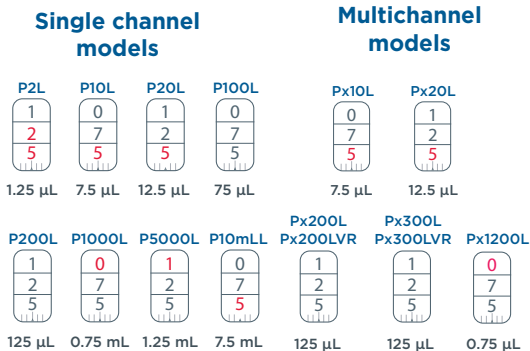 Single channel models
Multichannel models
P2L P10L P20L P100L
1 0 1 0
2 7 2 7
5 5 5 5
1.25 µL 7.5 µL 12.5 µL 75 µL
Px10L Px20L
0 1
7 2
5 5
7.5 µL 12.5 µL
P200L P1000L P5000L P10mLL
1 0 1 0
2 7 2 7
5 5 5 5
125 µL 0.75 mL 1.25 mL 7.5 mL
Px200L Px300L
Px200LVR Px300LVR Px1200L
1 1 0
2 2 7
5 5 5
125 µL 125 µL 0.75 µL